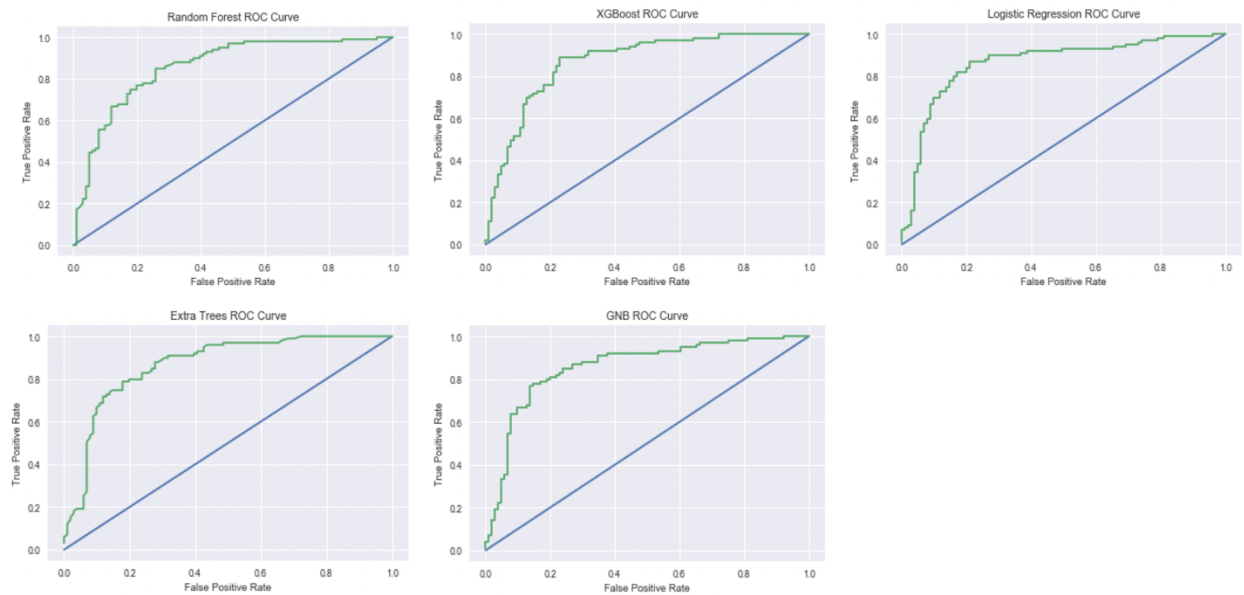 Random Forest ROC Curve
1.0
0.8
0.6
0.4
0.2
0.0
True Positive Rate
0.0 0.2 0.4 0.6 0.8 1.0
False Positive Rate
XGBoost ROC Curve
1.0
0.8
0.6
0.4
0.2
0.0
True Positive Rate
0.0 0.2 0.4 0.6 0.8 1.0
False Positive Rate
Logistic Regression ROC Curve
1.0
0.8
0.6
0.4
0.2
0.0
True Positive Rate
0.0 0.2 0.4 0.6 0.8 1.0
False Positive Rate
Extra Trees ROC Curve
1.0
0.8
0.6
0.4
0.2
0.0
True Positive Rate
0.0 0.2 0.4 0.6 0.8 1.0
False Positive Rate
GNB ROC Curve
1.0
0.8
0.6
0.4
0.2
0.0
True Positive Rate
0.0 0.2 0.4 0.6 0.8 1.0
False Positive Rate